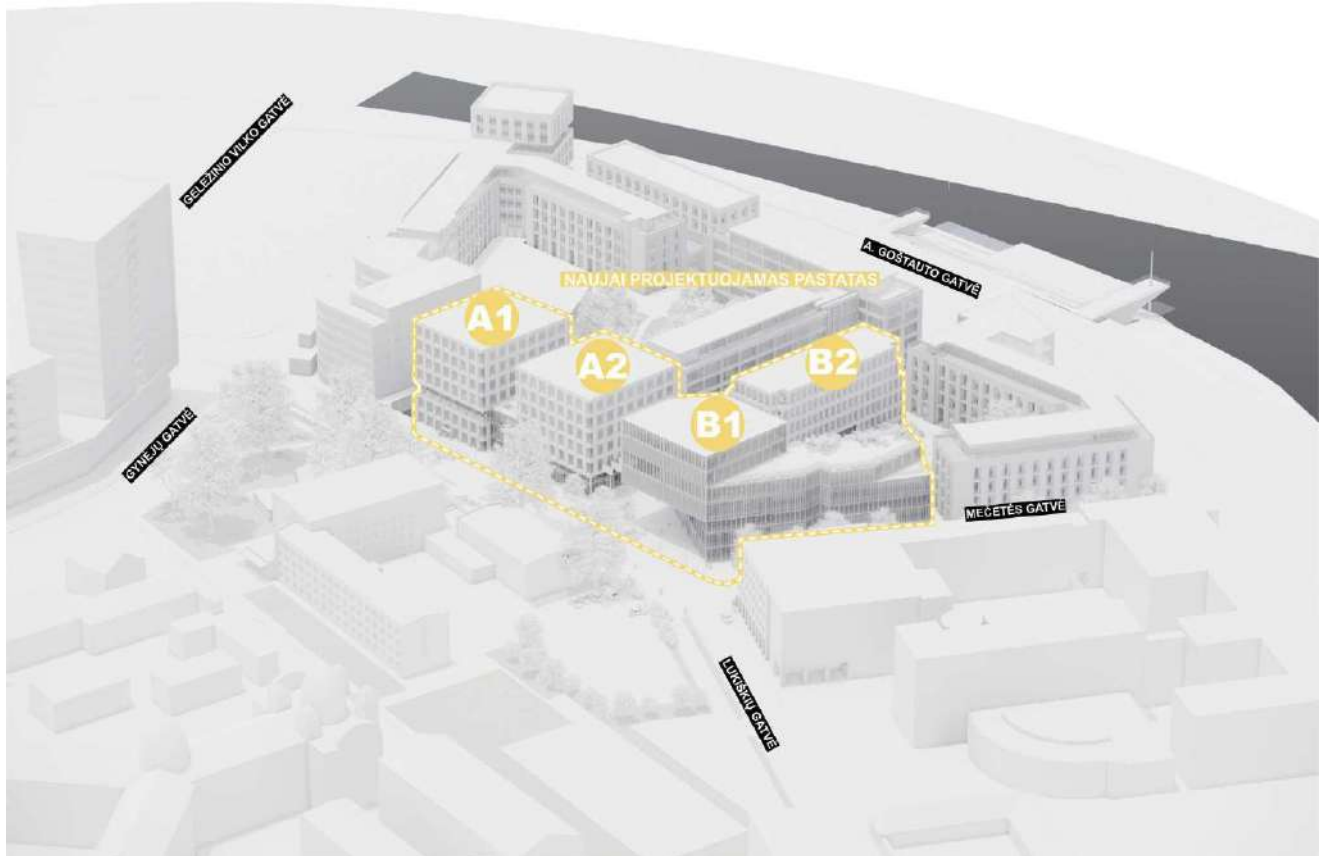 GELEŽINIO VILKO GATVĖ
A. GOŠTAUTO GATVĖ
NAUJAI PROJEKTUOJAMAS PASTATAS
A1
A2
B2
B1
GYNĖJŲ GATVĖ
MEČETĖS GATVĖ
LUKIŠKIŲ GATVĖ